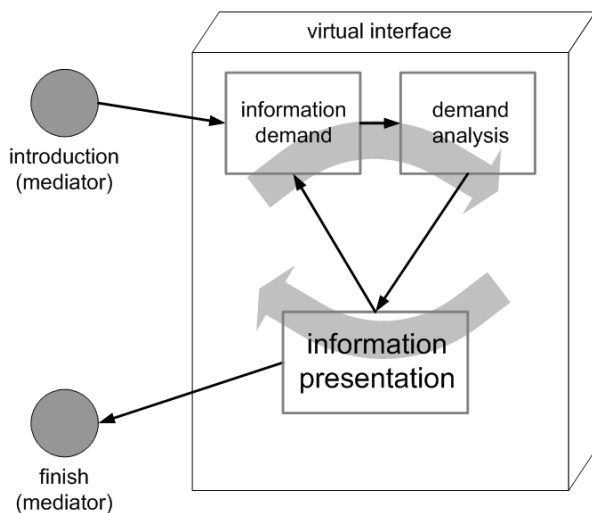 virtual interface
information
demand
demand
analysis
introduction
(mediator)
information
presentation
finish
(mediator)